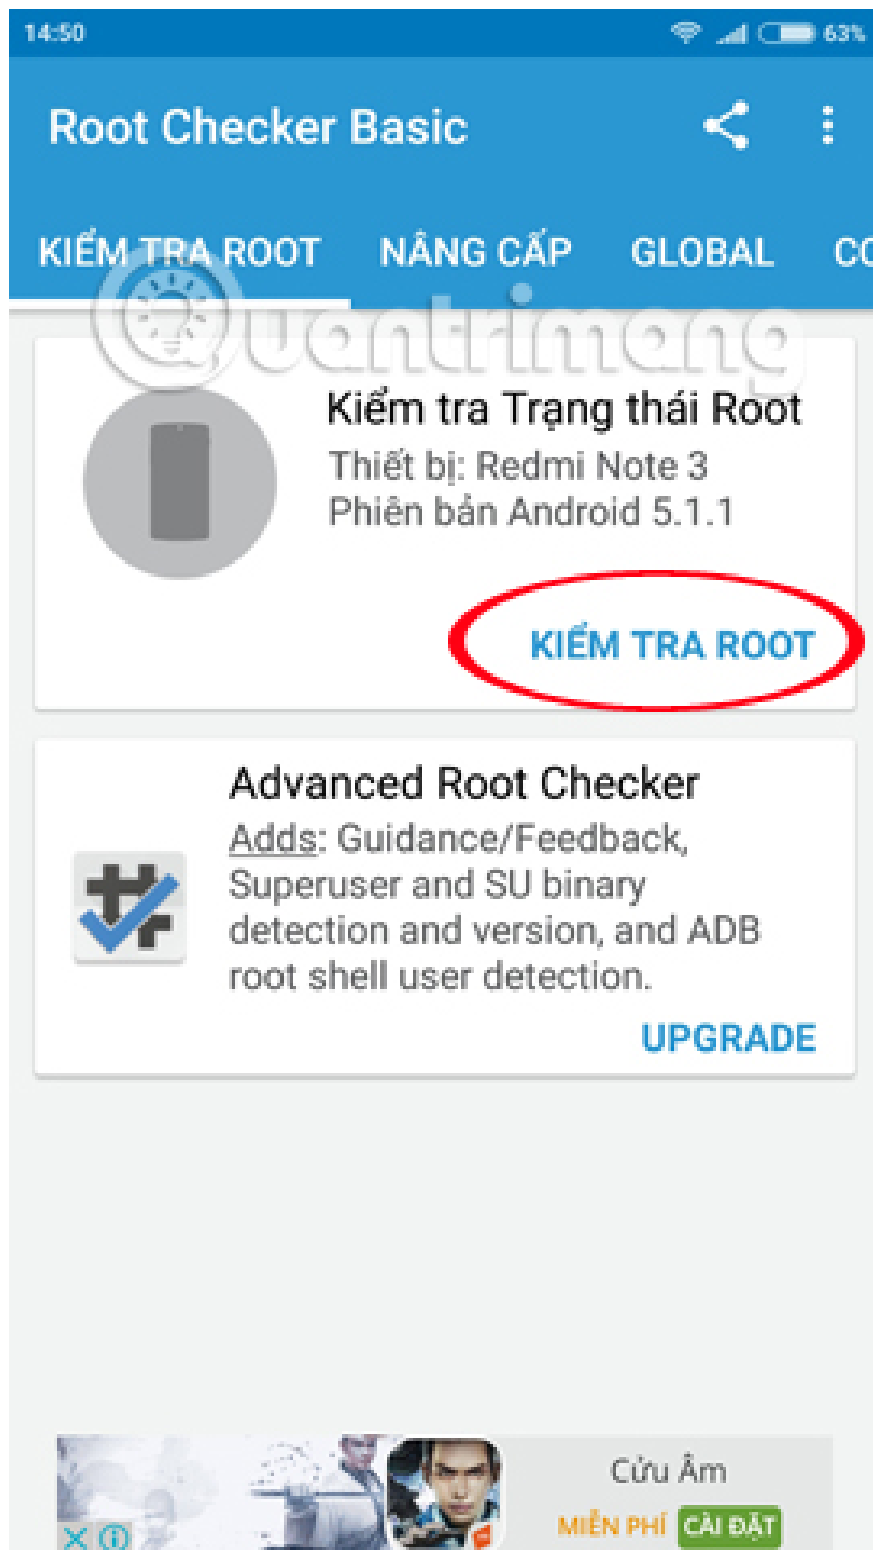 14:50 63%
Root Checker Basic
KIỂM TRA ROOT NÂNG CẤP GLOBAL CO
Quantrimang
Kiểm tra Trạng thái Root
Thiết bị: Redmi Note 3
Phiên bản Android 5.1.1
KIỂM TRA ROOT
Advanced Root Checker
Adds: Guidance/Feedback,
Superuser and SU binary
detection and version, and ADB
root shell user detection.
UPGRADE
Cửu Âm
MIỄN PHÍ CÀI ĐẶT